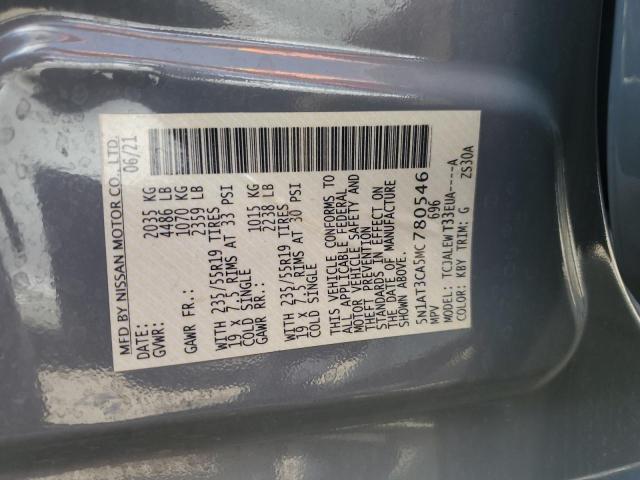 MFD BY NISSAN MOTOR CO., LTD.
06/21
GVWR: 2035 KG
4486 LB
GAWR FR.: 1070 KG
2359 LB
WITH 235/55R19 TIRES
19 X 7.5 RIMS AT 33 PSI
COLD SINGLE
GAWR RR.: 1015 KG
2238 LB
WITH 235/55R19 TIRES
19 X 7.5 RIMS AT 30 PSI
COLD SINGLE
THIS VEHICLE CONFORMS TO
ALL APPLICABLE FEDERAL
MOTOR VEHICLE SAFETY AND
THEFT PREVENTION
STANDARDS IN EFFECT ON
THE DATE OF MANUFACTURE
SHOWN ABOVE.
5N1AT3CA5MC780546
MPV 696
TYPE: TCJALEWT33EUA-----A
COLOR: KBY TRIM: G ZS30A